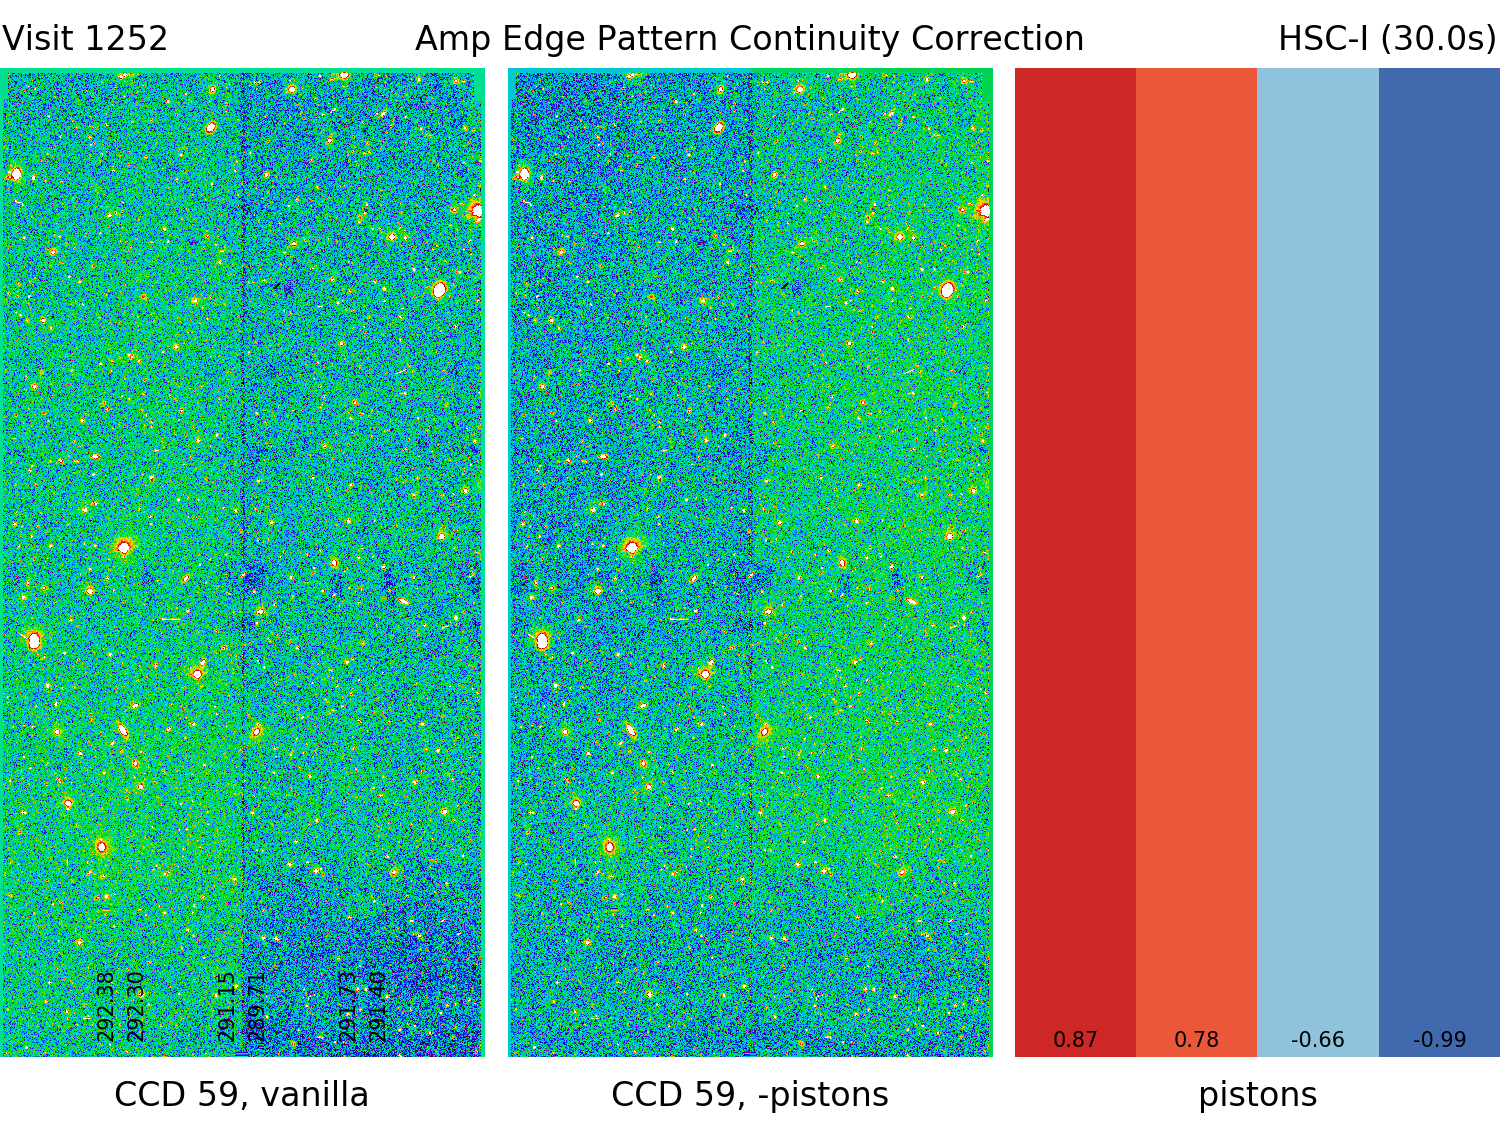 Visit 1252
Amp Edge Pattern Continuity Correction
HSC-I (30.0s)
292.38
292.30
291.15
289.71
291.73
291.40
0.87
0.78
-0.66
-0.99
CCD 59, vanilla
CCD 59, -pistons
pistons